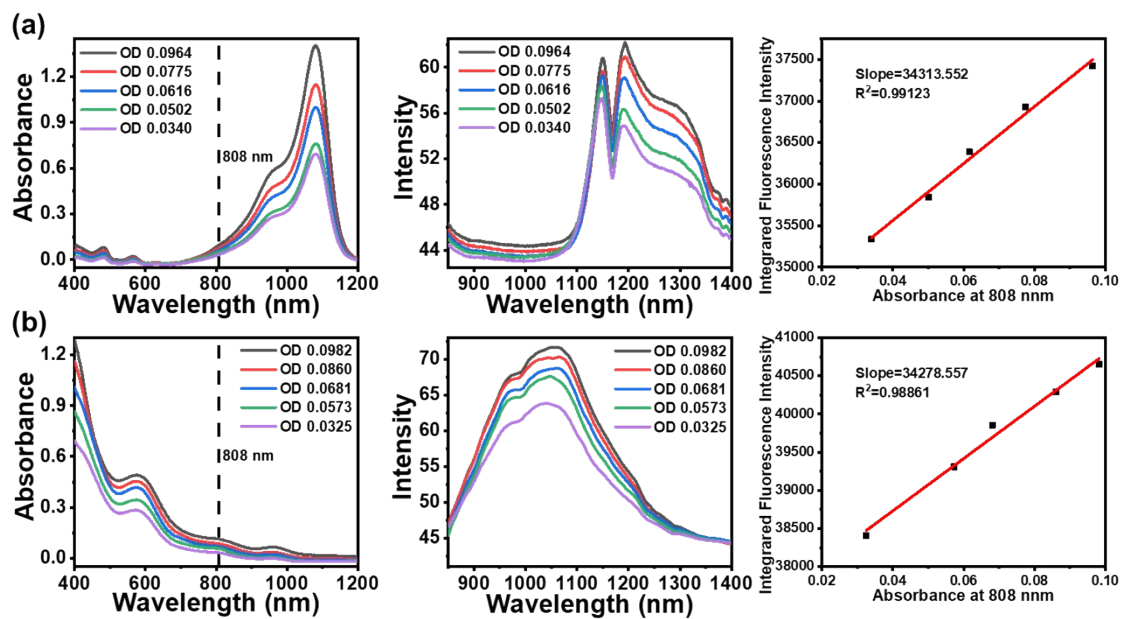 (a)
Absorbance
1.2
0.9
0.6
0.3
0.0
OD 0.0964
OD 0.0775
OD 0.0616
OD 0.0502
OD 0.0340
808 nm
400 600 800 1000 1200
Wavelength (nm)
Intensity
60
56
52
48
44
OD 0.0964
OD 0.0775
OD 0.0616
OD 0.0502
OD 0.0340
900 1000 1100 1200 1300 1400
Wavelength (nm)
Integrared Fluorescence Intensity
37500
37000
36500
36000
35500
35000
Slope=34313.552
R²=0.99123
0.02 0.04 0.06 0.08 0.10
Absorbance at 808 nnm
(b)
Absorbance
1.2
0.9
0.6
0.3
0.0
OD 0.0982
OD 0.0860
OD 0.0681
OD 0.0573
OD 0.0325
808 nm
400 600 800 1000 1200
Wavelength (nm)
Intensity
70
65
60
55
50
45
OD 0.0982
OD 0.0860
OD 0.0681
OD 0.0573
OD 0.0325
900 1000 1100 1200 1300 1400
Wavelength (nm)
Integrared Fluorescence Intensity
41000
40500
40000
39500
39000
38500
38000
Slope=34278.557
R²=0.98861
0.02 0.04 0.06 0.08 0.10
Absorbance at 808 nnm